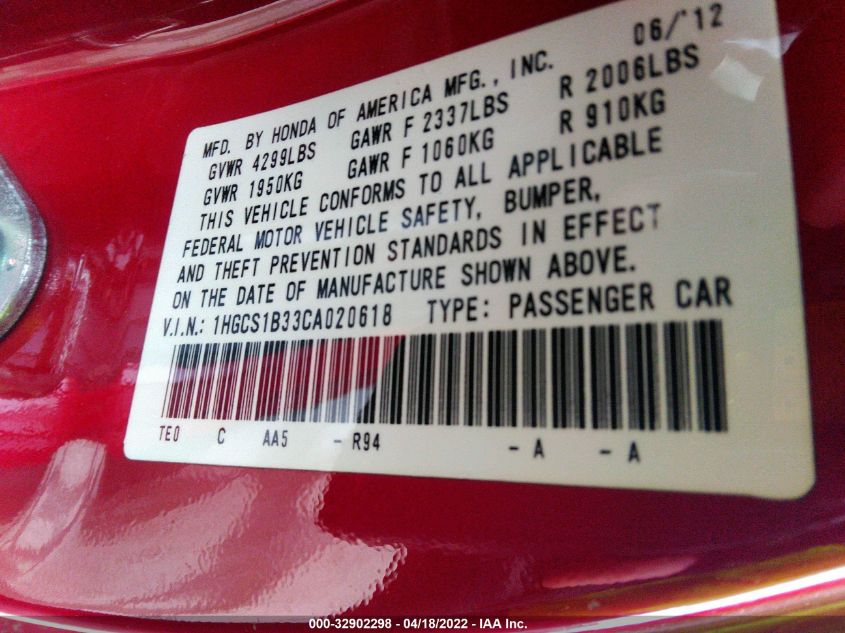 06/'12
MFD. BY HONDA OF AMERICA MFG., INC.
GVWR 4299LBS GAWR F 2337LBS R 2006LBS
GVWR 1950KG GAWR F 1060KG R 910KG
THIS VEHICLE CONFORMS TO ALL APPLICABLE
FEDERAL MOTOR VEHICLE SAFETY, BUMPER,
AND THEFT PREVENTION STANDARDS IN EFFECT
ON THE DATE OF MANUFACTURE SHOWN ABOVE.
V.I.N.: 1HGCS1B33CA020618 TYPE: PASSENGER CAR
TE0 C AA5 - R94 - A - A
000-32902298 - 04/18/2022 - IAA Inc.